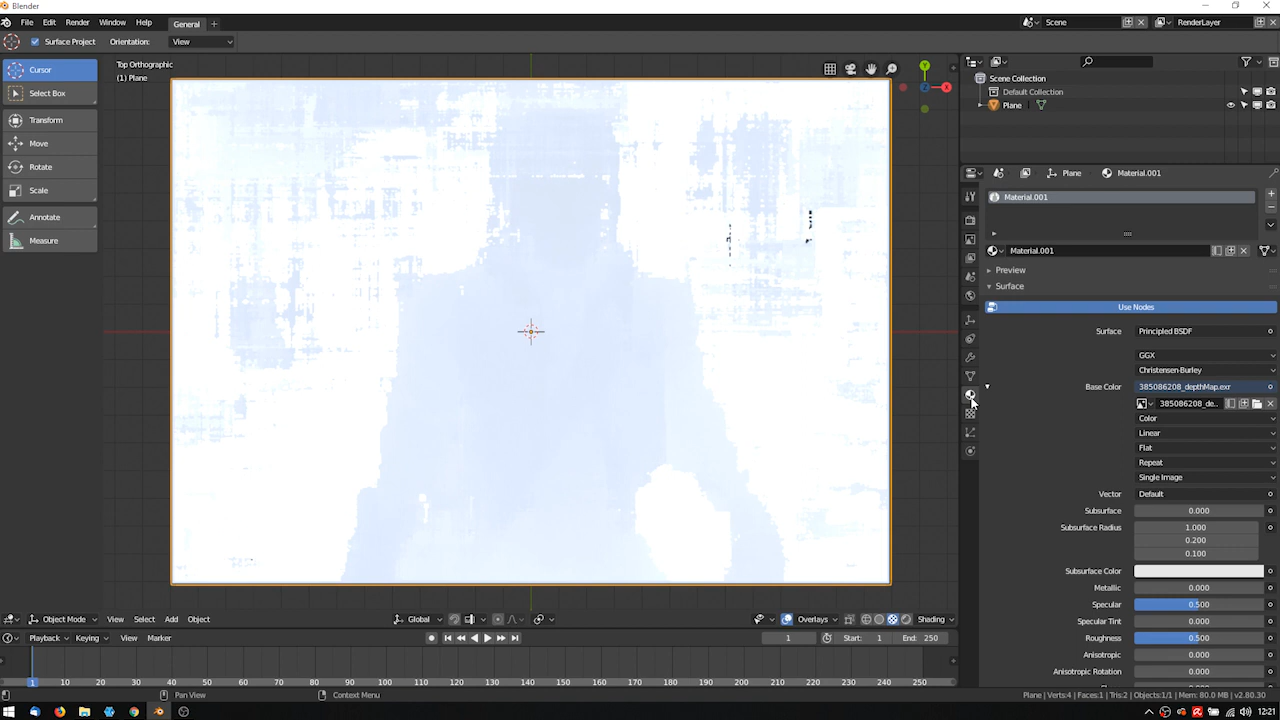 Blender
File Edit Render Window Help General + Scene RenderLayer
Surface Project Orientation: View
Cursor
Select Box
Transform
Move
Rotate
Scale
Annotate
Measure
Top Orthographic
(1) Plane
Y
X
Z
Scene Collection
Default Collection
Plane
Plane Material.001
Material.001
Material.001
Preview
Surface
Use Nodes
Surface Principled BSDF
GGX
Christensen-Burley
Base Color 385086208_depthMap.exr
385086208_de..
Color
Linear
Flat
Repeat
Single Image
Vector Default
Subsurface 0.000
Subsurface Radius 1.000
0.200
0.100
Subsurface Color
Metallic 0.000
Specular 0.500
Specular Tint 0.000
Roughness 0.500
Anisotropic 0.000
Anisotropic Rotation 0.000
Object Mode View Select Add Object Global Overlays Shading
Playback Keying View Marker 1 Start: 1 End: 250
1 10 20 30 40 50 60 70 80 90 100 110 120 130 140 150 160 170 180 190 200 210 220 230 240 250
Pan View Context Menu Plane | Verts:4 | Faces:1 | Tris:2 | Objects:1/1 | Mem: 80.0 MB | v2.80.30
12:21